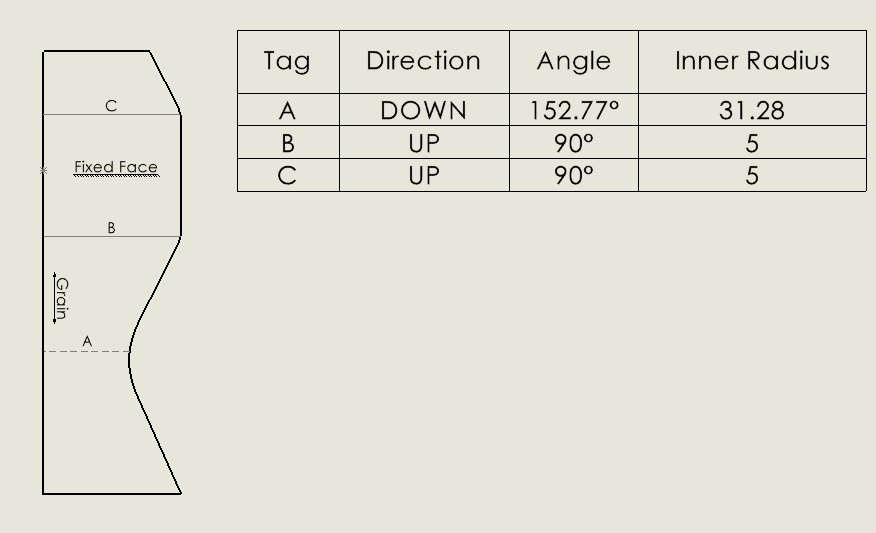 Tag Direction Angle Inner Radius
A DOWN 152.77° 31.28
B UP 90° 5
C UP 90° 5
C
Fixed Face
B
Grain
A